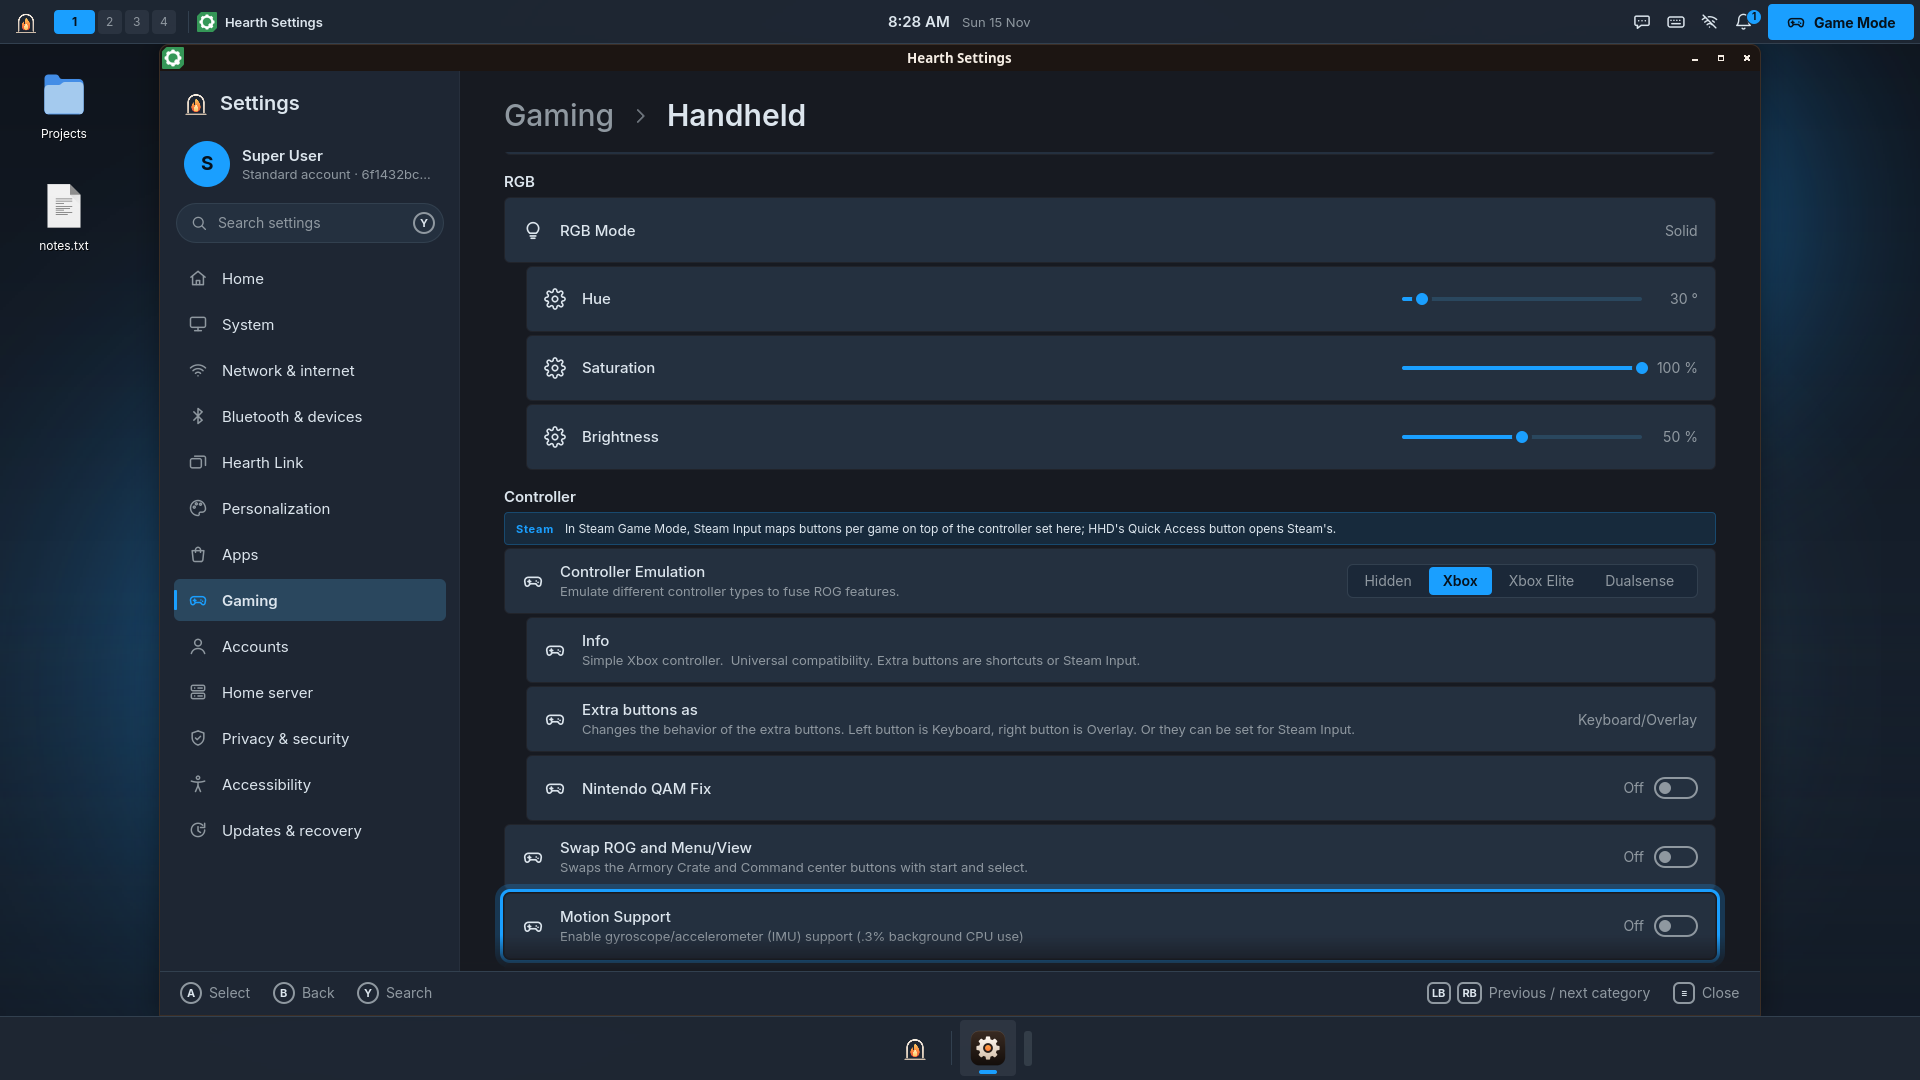 1 2 3 4 Hearth Settings 8:28 AM Sun 15 Nov 1 Game Mode
Hearth Settings
Projects
notes.txt
Settings
S Super User
Standard account · 6f1432bc...
Search settings Y
Home
System
Network & internet
Bluetooth & devices
Hearth Link
Personalization
Apps
Gaming
Accounts
Home server
Privacy & security
Accessibility
Updates & recovery
Gaming > Handheld
RGB
RGB Mode Solid
Hue 30 °
Saturation 100 %
Brightness 50 %
Controller
Steam In Steam Game Mode, Steam Input maps buttons per game on top of the controller set here; HHD's Quick Access button opens Steam's.
Controller Emulation Hidden Xbox Xbox Elite Dualsense
Emulate different controller types to fuse ROG features.
Info
Simple Xbox controller.  Universal compatibility. Extra buttons are shortcuts or Steam Input.
Extra buttons as Keyboard/Overlay
Changes the behavior of the extra buttons. Left button is Keyboard, right button is Overlay. Or they can be set for Steam Input.
Nintendo QAM Fix Off
Swap ROG and Menu/View Off
Swaps the Armory Crate and Command center buttons with start and select.
Motion Support Off
Enable gyroscope/accelerometer (IMU) support (.3% background CPU use)
A Select B Back Y Search LB RB Previous / next category Close